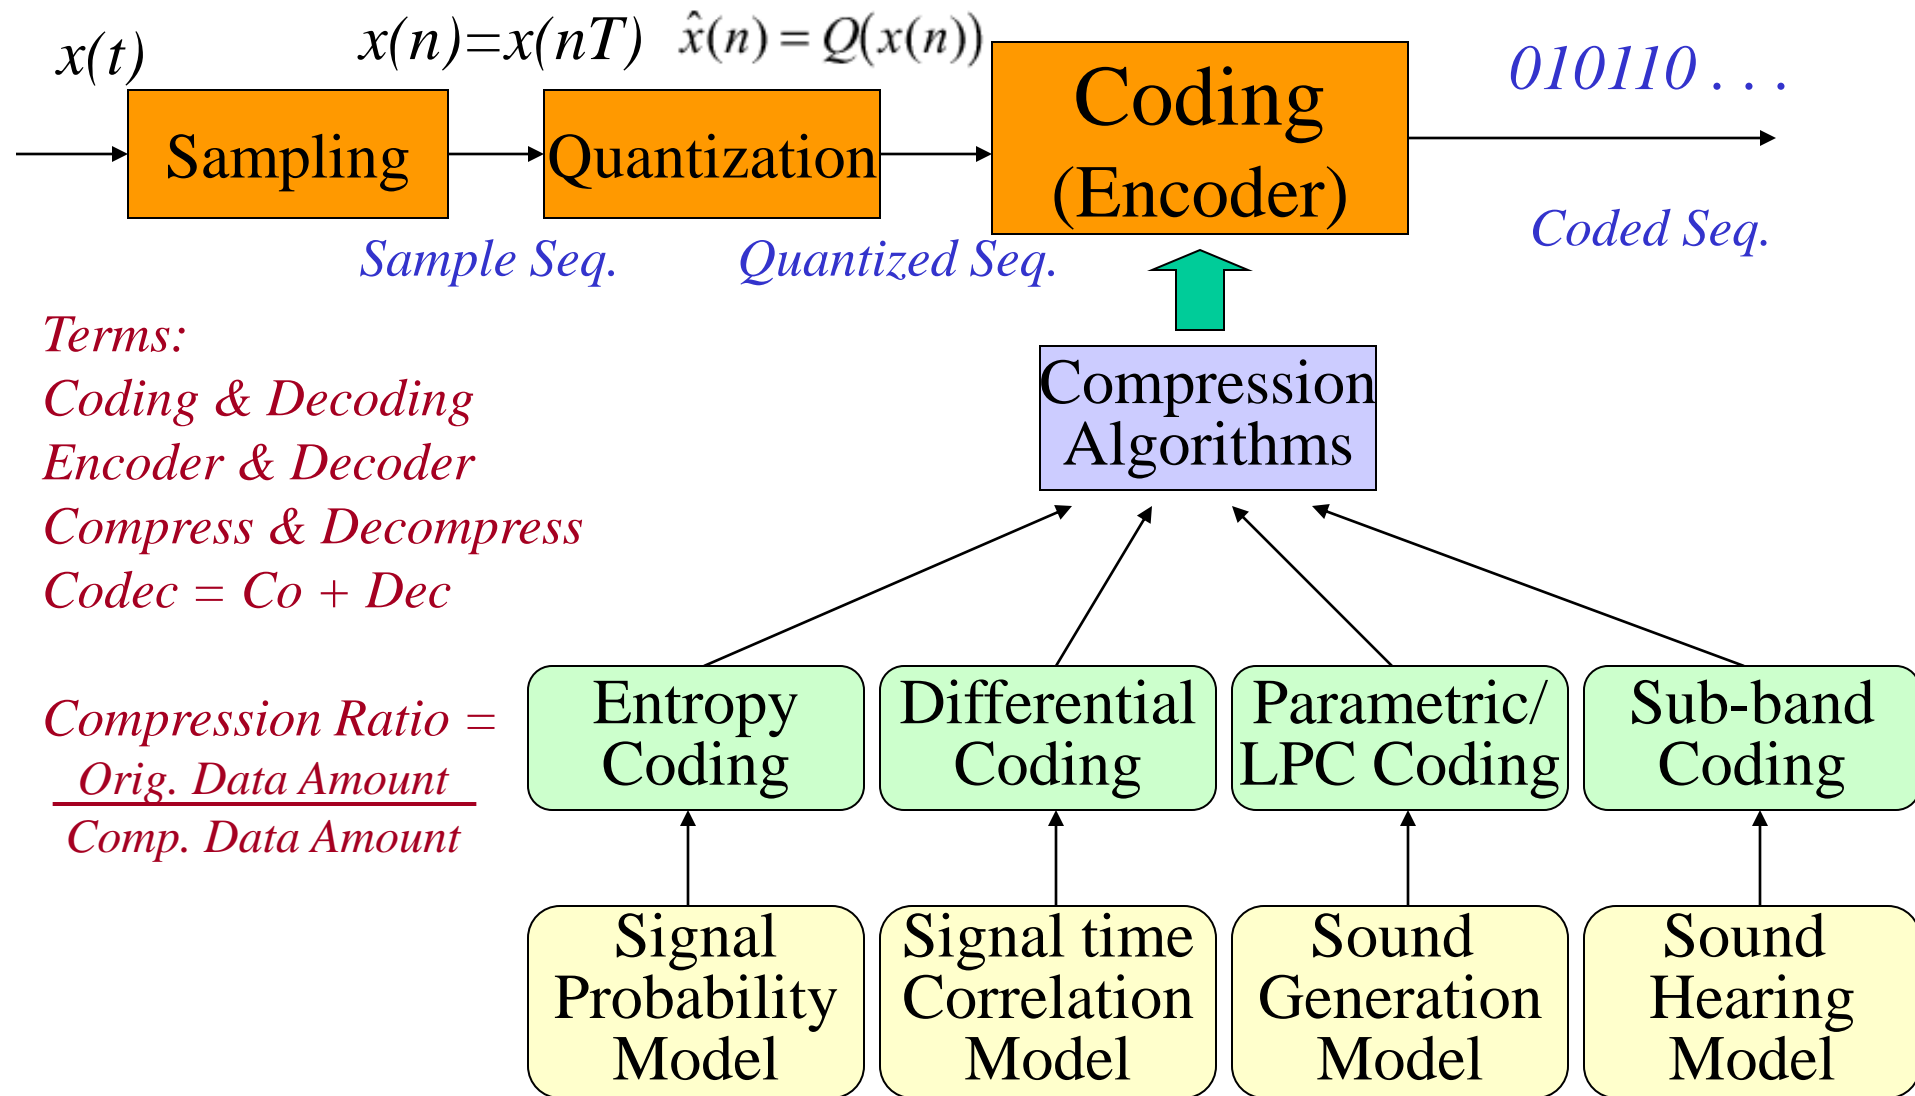 x(t)
x(n)=x(nT)
x̂(n) = Q(x(n))
Sampling
Quantization
Coding
(Encoder)
010110 . . .
Sample Seq.
Quantized Seq.
Coded Seq.
Terms:
Coding & Decoding
Encoder & Decoder
Compress & Decompress
Codec = Co + Dec
Compression Ratio =
Orig. Data Amount
Comp. Data Amount
Compression
Algorithms
Entropy
Coding
Differential
Coding
Parametric/
LPC Coding
Sub-band
Coding
Signal
Probability
Model
Signal time
Correlation
Model
Sound
Generation
Model
Sound
Hearing
Model